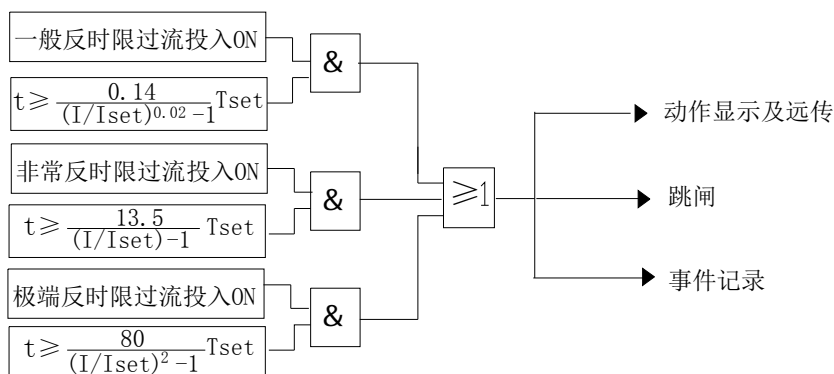 一般反时限过流投入ON
&
t≥ 0.14/((I/Iset)^0.02 -1) Tset
动作显示及远传
非常反时限过流投入ON
&
≥1
跳闸
t≥ 13.5/((I/Iset)-1) Tset
极端反时限过流投入ON
&
事件记录
t≥ 80/((I/Iset)^2 -1) Tset